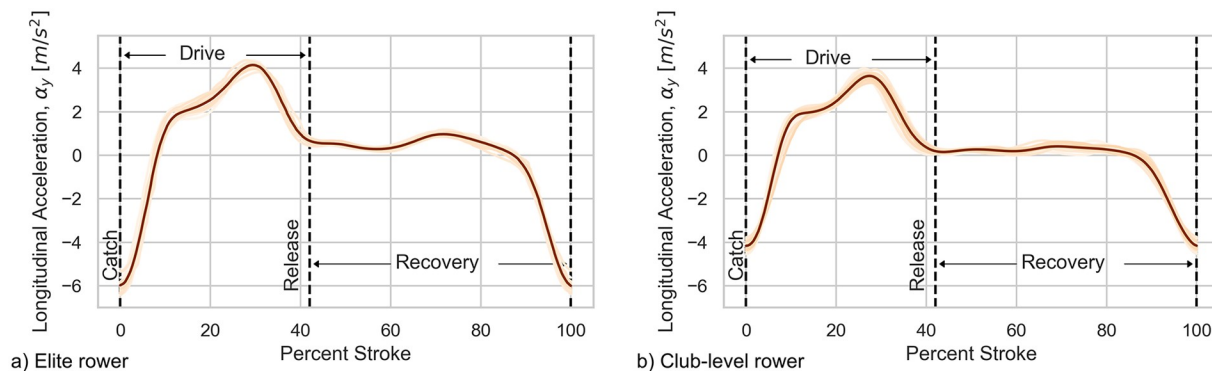 Longitudinal Acceleration, αy [m/s²]
4
2
0
−2
−4
−6
Drive
Catch
Release
Recovery
0 20 40 60 80 100
Percent Stroke
a) Elite rower
Longitudinal Acceleration, αy [m/s²]
4
2
0
−2
−4
−6
Drive
Catch
Release
Recovery
0 20 40 60 80 100
Percent Stroke
b) Club-level rower